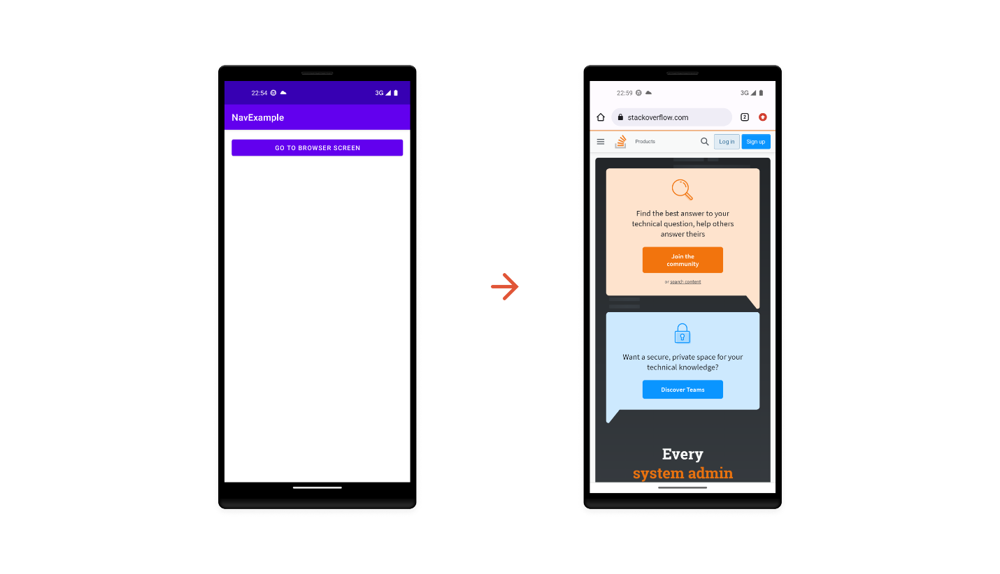 22:54
3G
NavExample
GO TO BROWSER SCREEN
22:59
3G
stackoverflow.com
2
Products
Log in
Sign up
Find the best answer to your
technical question, help others
answer theirs
Join the
community
or search content
Want a secure, private space for your
technical knowledge?
Discover Teams
Every
system admin